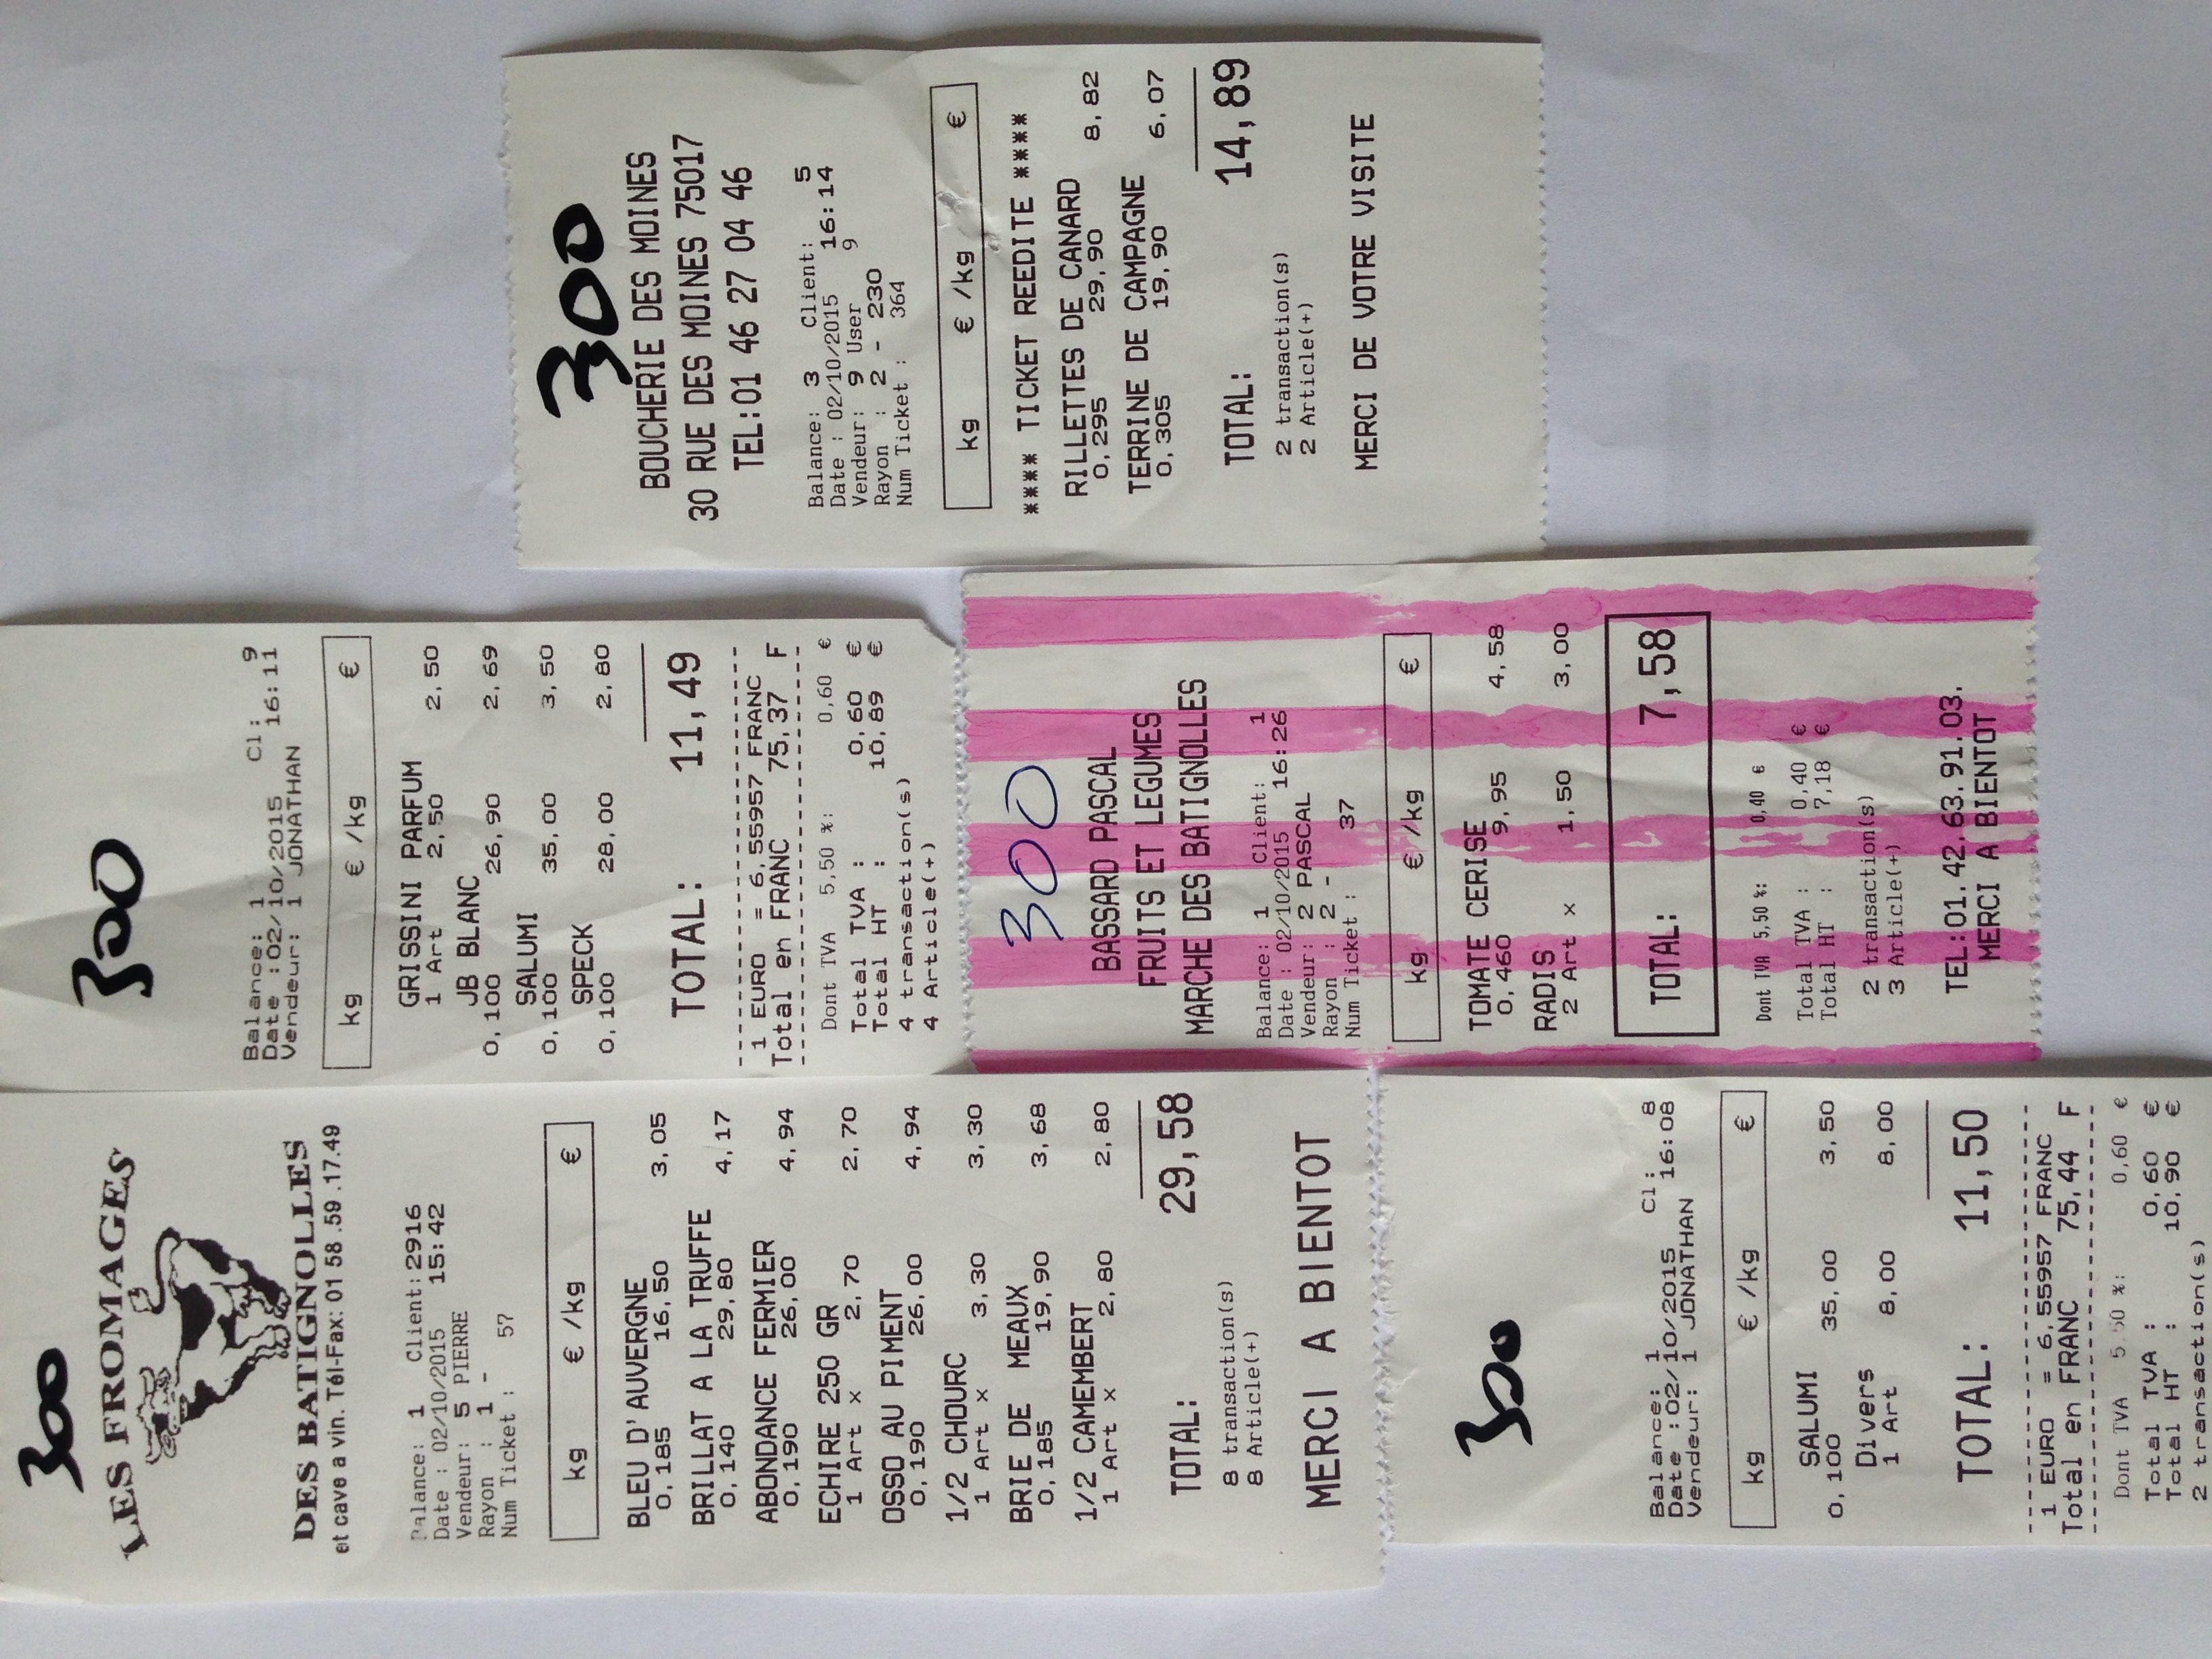 300
LES FROMAGES
DES BATIGNOLLES
et cave a vin. Tél-Fax: 01 58 .59 .17.49
Balance: 1 Client: 2916
Date : 02/10/2015 15:42
Vendeur: 5 PIERRE
Rayon : 1 -
Num Ticket : 57
kg € /kg €
BLEU D'AUVERGNE
0,185 16,50 3,05
BRILLAT A LA TRUFFE
0,140 29,80 4,17
ABONDANCE FERMIER
0,190 26,00 4,94
ECHIRE 250 GR
1 Art x 2,70 2,70
OSSO AU PIMENT
0,190 26,00 4,94
1/2 CHOURC
1 Art x 3,30 3,30
BRIE DE MEAUX
0,185 19,90 3,68
1/2 CAMEMBERT
1 Art x 2,80 2,80
TOTAL: 29,58
8 transaction(s)
8 Article(+)
MERCI A BIENTOT
300
Balance: 1 Cl: 9
Date :02/10/2015 16:11
Vendeur: 1 JONATHAN
kg € /kg €
GRISSINI PARFUM
1 Art 2,50 2,50
JB BLANC
0,100 26,90 2,69
SALUMI
0,100 35,00 3,50
SPECK
0,100 28,00 2,80
TOTAL: 11,49
1 EURO = 6,55957 FRANC
Total en FRANC 75,37 F
Dont TVA 5,50 %: 0,60 €
Total TVA : 0,60 €
Total HT : 10,89 €
4 transaction(s)
4 Article(+)
300
BOUCHERIE DES MOINES
30 RUE DES MOINES 75017
TEL:01 46 27 04 46
Balance: 3 Client: 5
Date : 02/10/2015 16:14
Vendeur: 9 User 9
Rayon : 2 - 230
Num Ticket : 364
kg € /kg €
**** TICKET REEDITE ****
RILLETTES DE CANARD
0,295 29,90 8,82
TERRINE DE CAMPAGNE
0,305 19,90 6,07
TOTAL: 14,89
2 transaction(s)
2 Article(+)
MERCI DE VOTRE VISITE
300
BASSARD PASCAL
FRUITS ET LEGUMES
MARCHE DES BATIGNOLLES
Balance: 1 Client: 1
Date : 02/10/2015 16:26
Vendeur: 2 PASCAL
Rayon : 2 -
Num Ticket : 37
kg € /kg €
TOMATE CERISE
0,460 9,95 4,58
RADIS
2 Art x 1,50 3,00
TOTAL: 7,58
Dont TVA 5,50 %: 0,40 €
Total TVA : 0,40 €
Total HT : 7,18 €
2 transaction(s)
3 Article(+)
TEL:01.42.63.91.03.
MERCI A BIENTOT
300
Balance: 1 Cl: 8
Date :02/10/2015 16:08
Vendeur: 1 JONATHAN
kg € /kg €
SALUMI
0,100 35,00 3,50
Divers
1 Art 8,00 8,00
TOTAL: 11,50
1 EURO = 6,55957 FRANC
Total en FRANC 75,44 F
Dont TVA 5,50 %: 0,60 €
Total TVA : 0,60 €
Total HT : 10,90 €
2 transaction(s)